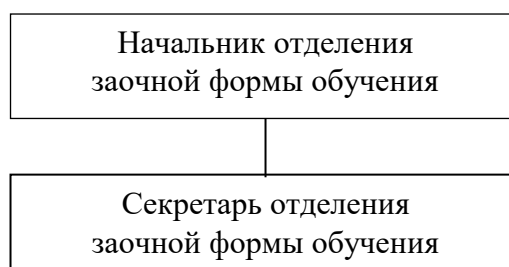 Начальник отделения
заочной формы обучения
Секретарь отделения
заочной формы обучения